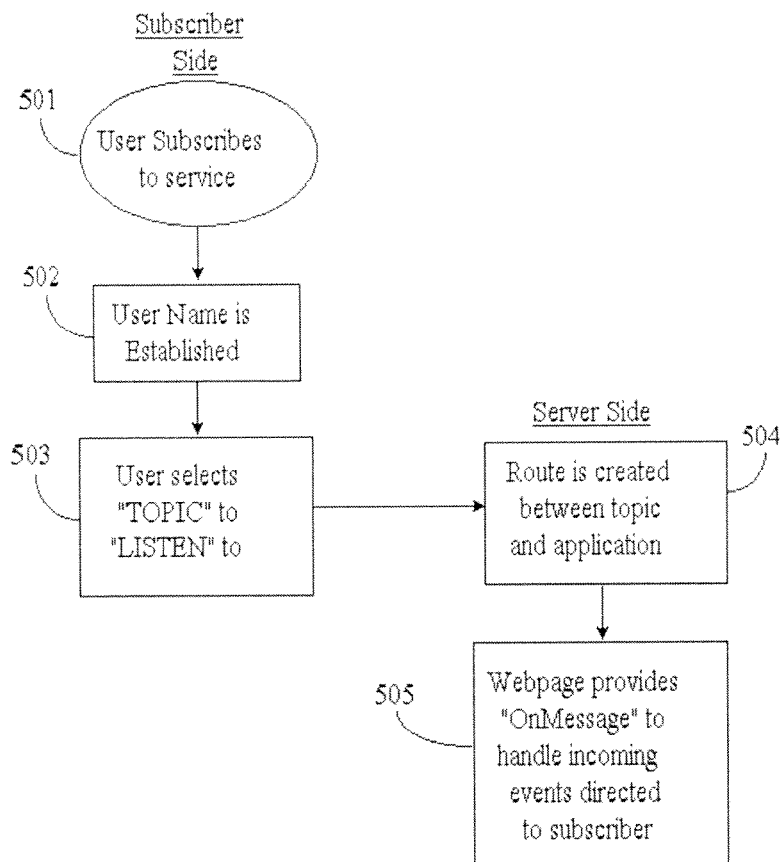 Subscriber
Side
501
User Subscribes
to service
502
User Name is
Established
503
User selects
"TOPIC" to
"LISTEN" to
Server Side
504
Route is created
between topic
and application
505
Webpage provides
"OnMessage" to
handle incoming
events directed
to subscriber